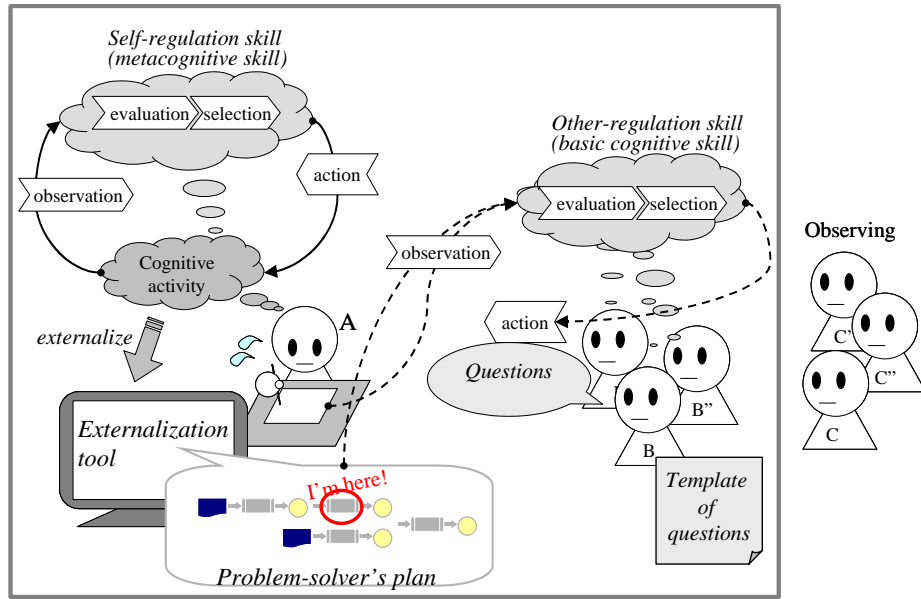 Self-regulation skill
(metacognitive skill)
evaluation
selection
observation
action
Cognitive
activity
externalize
A
Externalization
tool
I'm here!
Problem-solver's plan
Other-regulation skill
(basic cognitive skill)
evaluation
selection
observation
action
Questions
B"
B
Template
of
questions
Observing
C'
C"
C